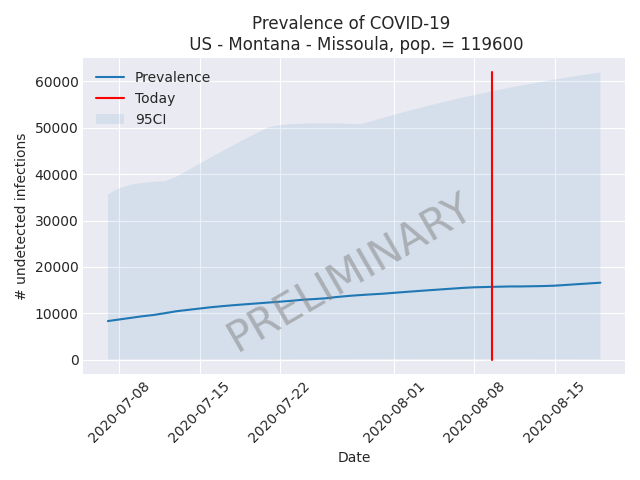 Prevalence of COVID-19
US - Montana - Missoula, pop. = 119600
Prevalence
Today
95CI
# undetected infections
60000
50000
40000
30000
20000
10000
0
PRELIMINARY
2020-07-08
2020-07-15
2020-07-22
2020-08-01
2020-08-08
2020-08-15
Date